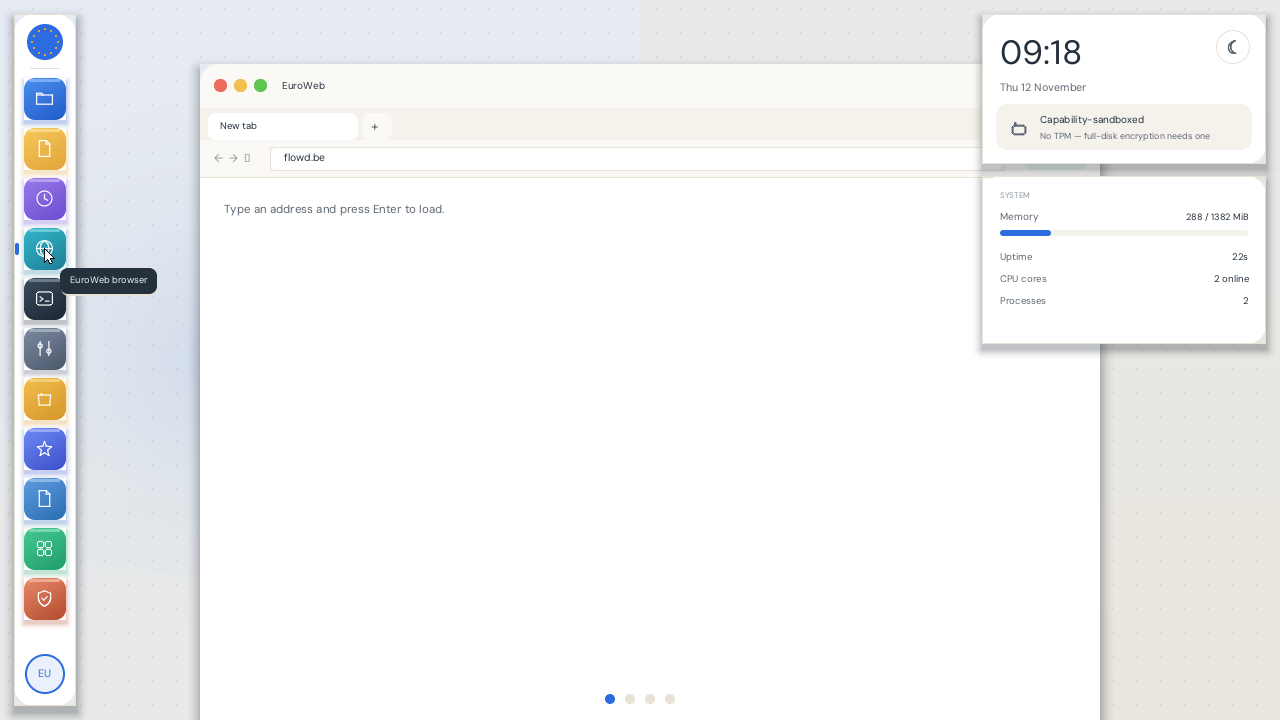 EuroWeb
New tab
+
flowd.be
Type an address and press Enter to load.
EuroWeb browser
EU
09:18
Thu 12 November
Capability-sandboxed
No TPM — full-disk encryption needs one
SYSTEM
Memory 288 / 1382 MiB
Uptime 22s
CPU cores 2 online
Processes 2